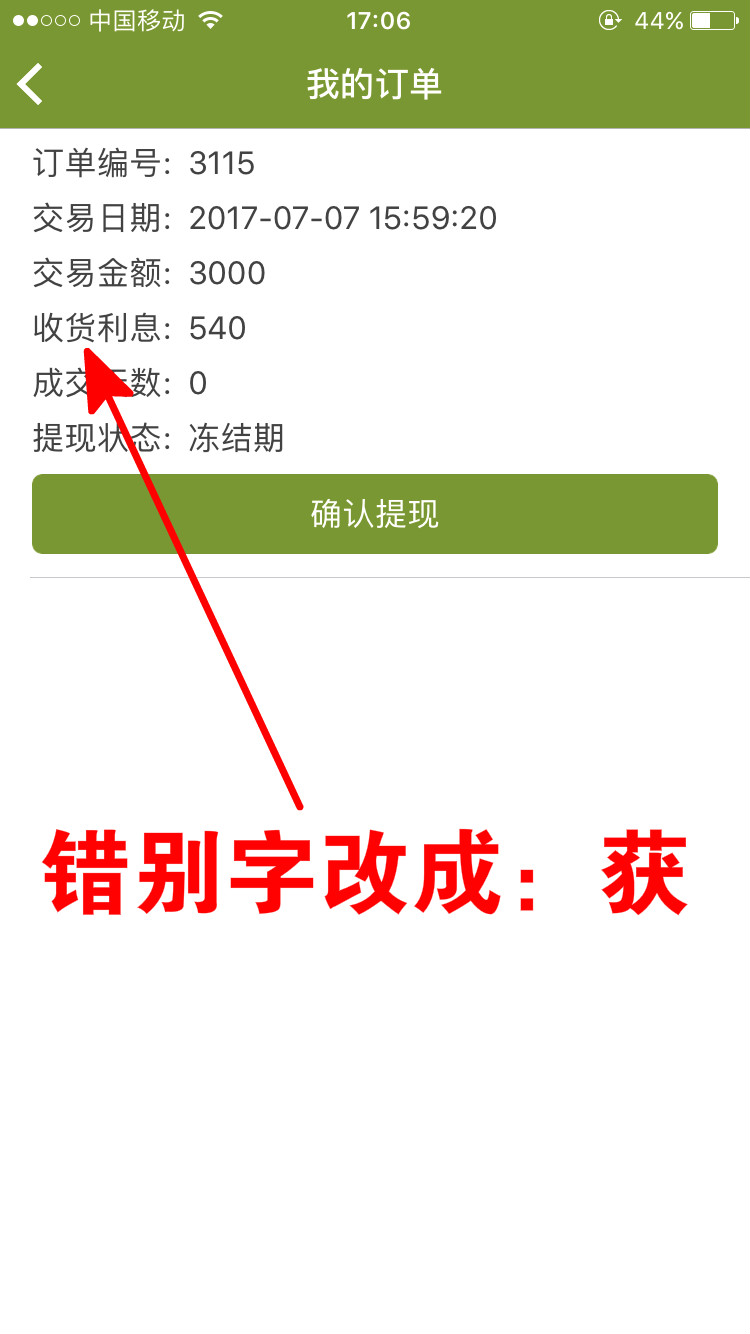 中国移动 17:06 44%
我的订单
订单编号: 3115
交易日期: 2017-07-07 15:59:20
交易金额: 3000
收货利息: 540
成交天数: 0
提现状态: 冻结期
确认提现
错别字改成：获